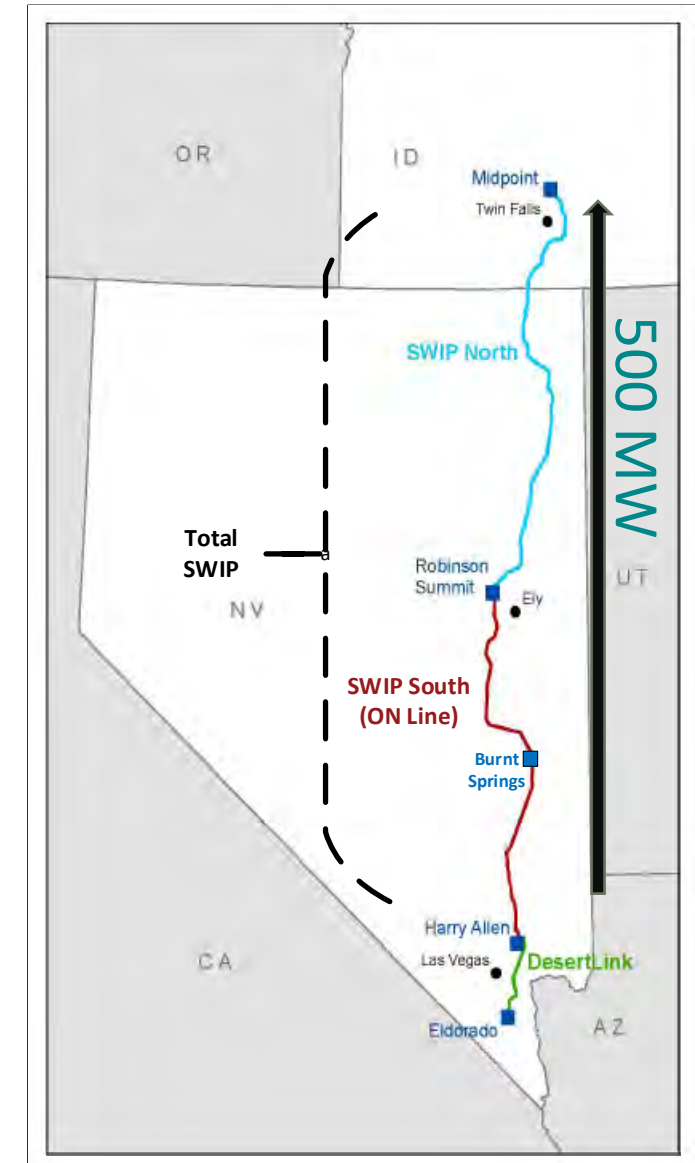 OR
ID
Midpoint
Twin Falls
SWIP North
500 MW
Total
SWIP
a
Robinson
Summit
Ely
UT
NV
SWIP South
(ON Line)
Burnt
Springs
Harry Allen
Las Vegas
DesertLink
CA
Eldorado
AZ